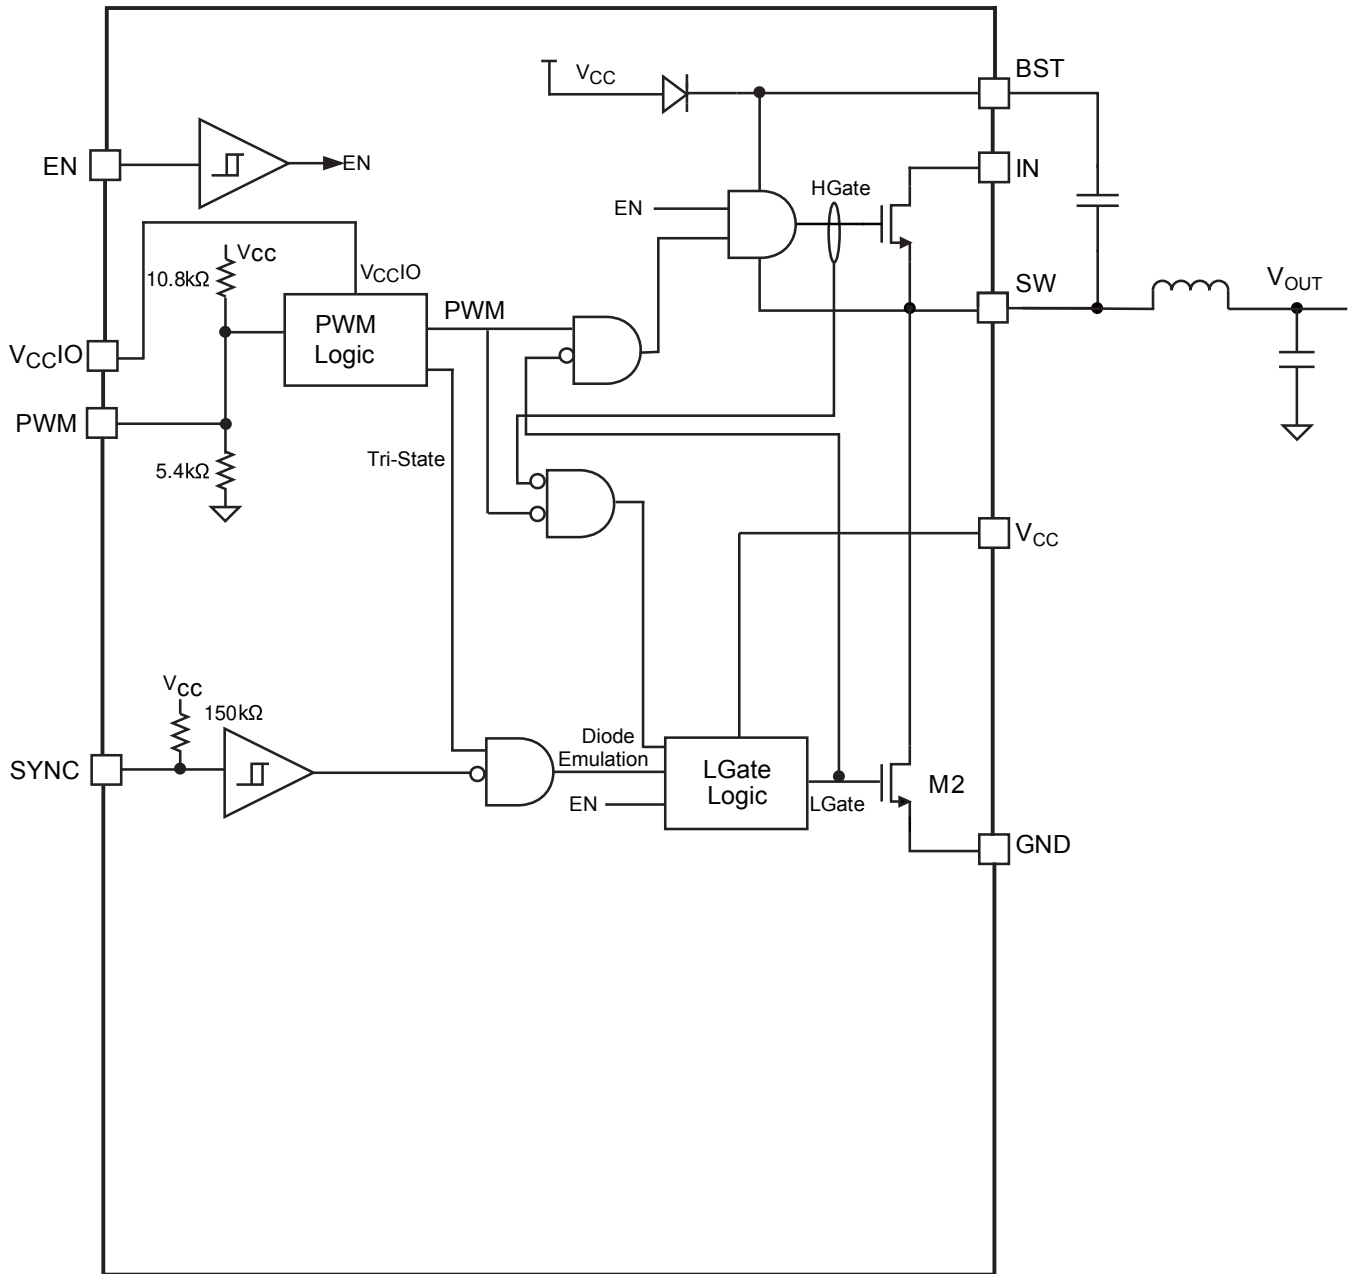 BST
VCC
EN
EN
IN
HGate
EN
VCC
10.8kΩ
VCCIO
SW
VOUT
PWM
PWM
Logic
VCCIO
PWM
Tri-State
5.4kΩ
VCC
VCC
150kΩ
SYNC
Diode
Emulation
EN
LGate
Logic
LGate
M2
GND